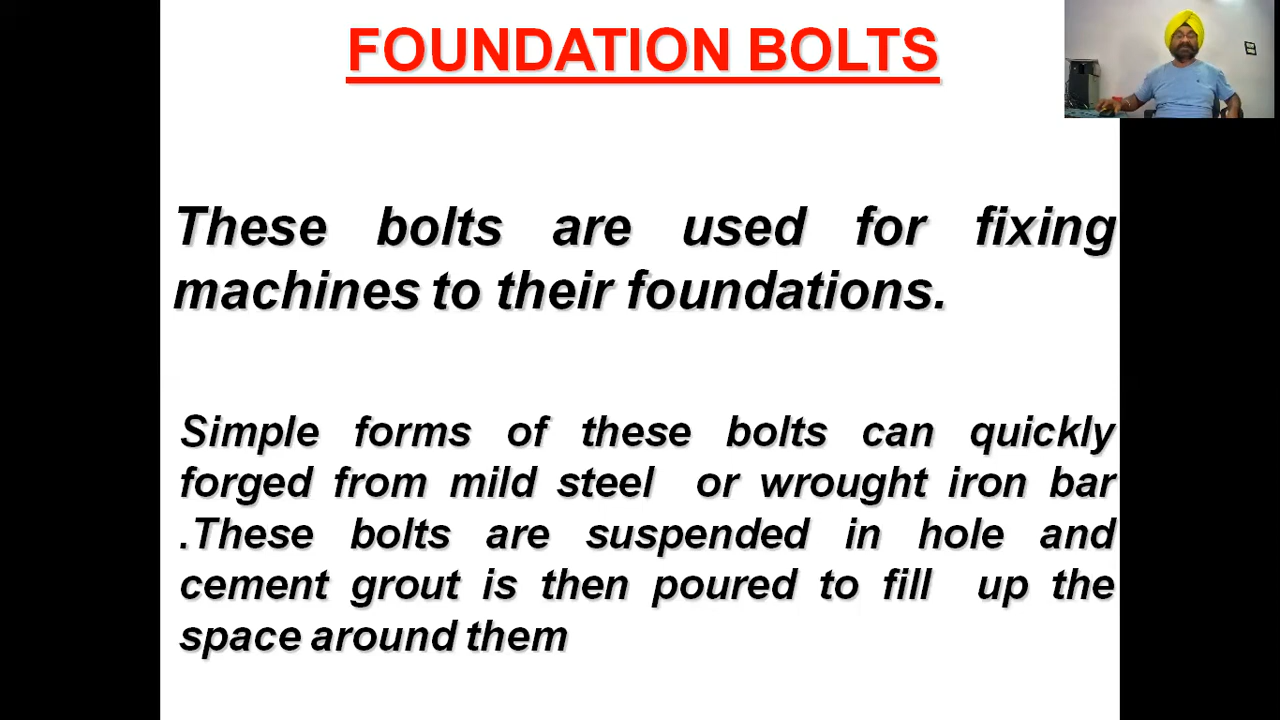 FOUNDATION BOLTS
These bolts are used for fixing
machines to their foundations.
Simple forms of these bolts can quickly
forged from mild steel or wrought iron bar
.These bolts are suspended in hole and
cement grout is then poured to fill up the
space around them